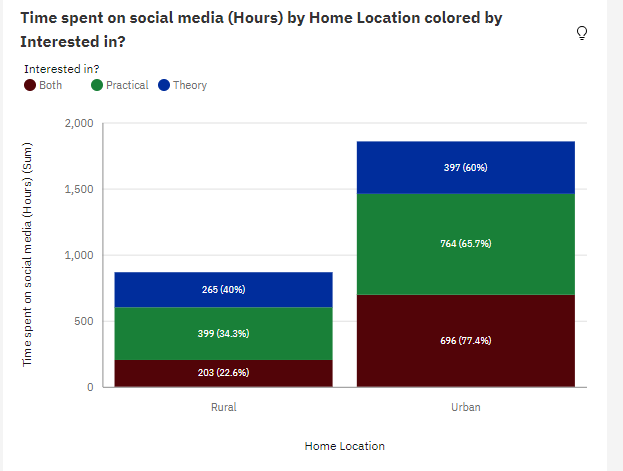 Time spent on social media (Hours) by Home Location colored by
Interested in?
Interested in?
Both Practical Theory
Time spent on social media (Hours) (Sum)
2,000
1,500
1,000
500
0
265 (40%)
399 (34.3%)
203 (22.6%)
397 (60%)
764 (65.7%)
696 (77.4%)
Rural Urban
Home Location